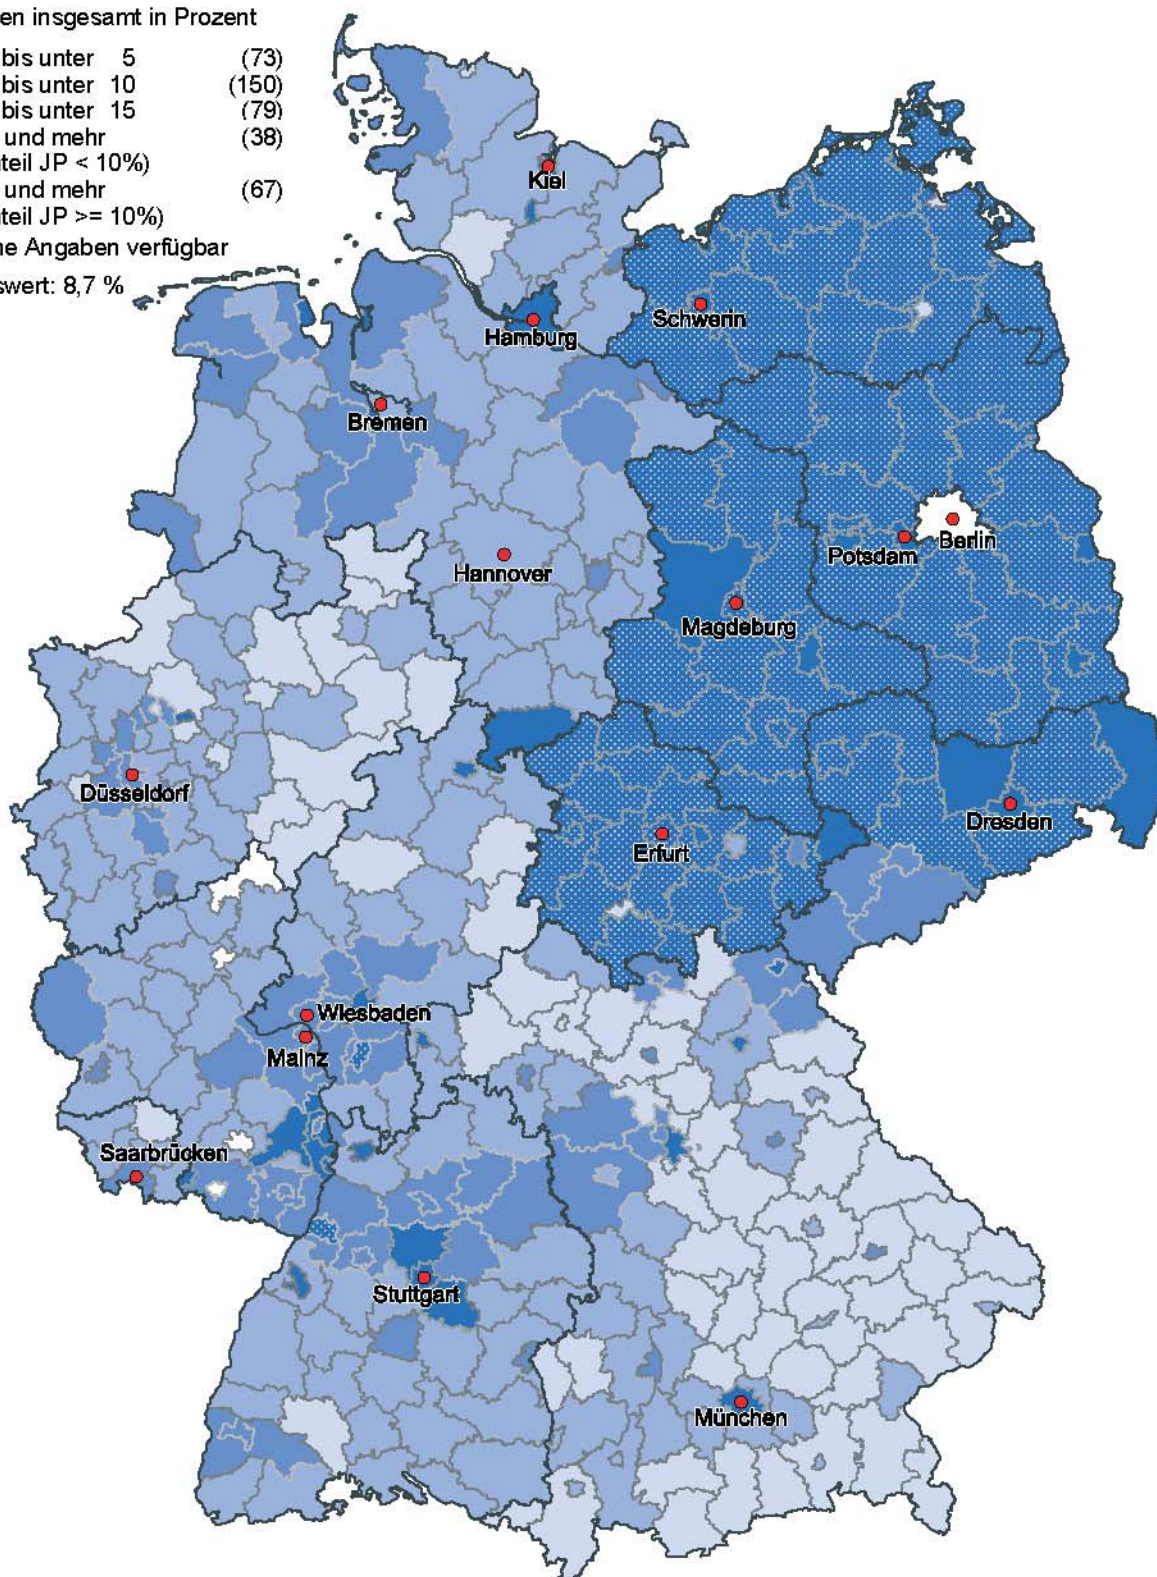 en insgesamt in Prozent
bis unter 5 (73)
bis unter 10 (150)
bis unter 15 (79)
und mehr (38)
teil JP < 10%)
und mehr (67)
teil JP >= 10%)
ne Angaben verfügbar
swert: 8,7 %
Kiel
Schwerin
Hamburg
Bremen
Berlin
Potsdam
Hannover
Magdeburg
Düsseldorf
Dresden
Erfurt
Wiesbaden
Mainz
Saarbrücken
Stuttgart
München